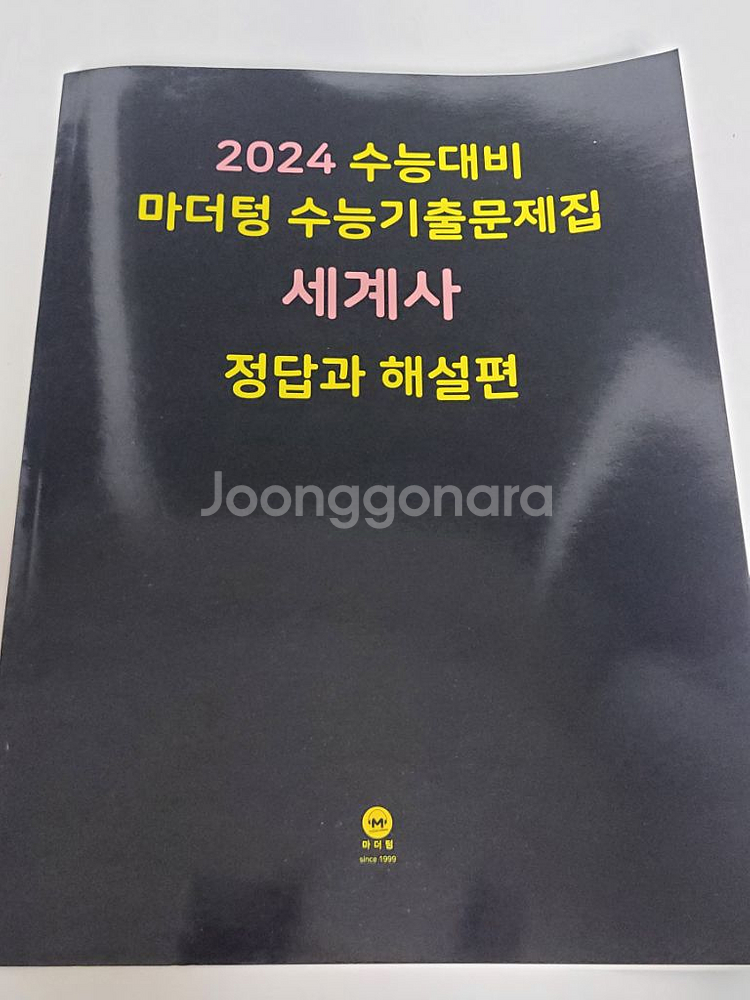 2024 수능대비
마더텅 수능기출문제집
세계사
정답과 해설편
Joonggonara
M
마더텅
since 1999